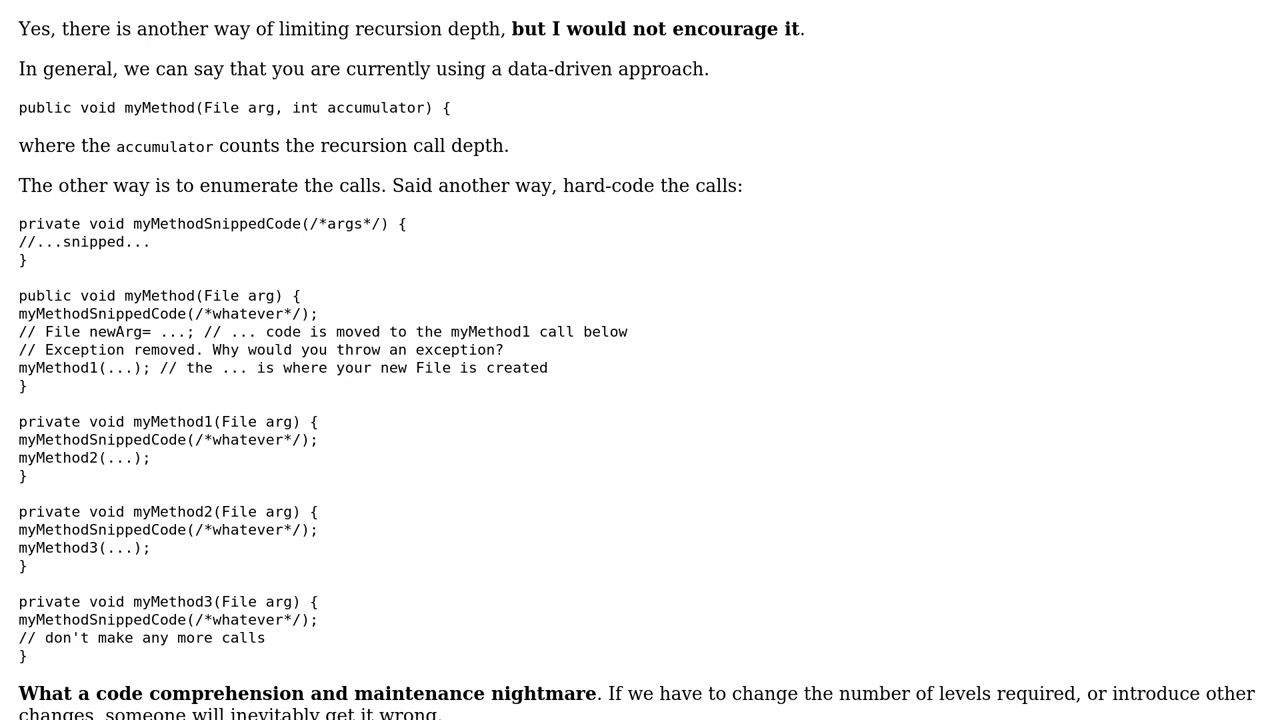 Yes, there is another way of limiting recursion depth, but I would not encourage it.
In general, we can say that you are currently using a data-driven approach.
public void myMethod(File arg, int accumulator) {
where the accumulator counts the recursion call depth.
The other way is to enumerate the calls. Said another way, hard-code the calls:
private void myMethodSnippedCode(/*args*/) {
//...snipped...
}
public void myMethod(File arg) {
myMethodSnippedCode(/*whatever*/);
// File newArg= ...; // ... code is moved to the myMethod1 call below
// Exception removed. Why would you throw an exception?
myMethod1(...); // the ... is where your new File is created
}
private void myMethod1(File arg) {
myMethodSnippedCode(/*whatever*/);
myMethod2(...);
}
private void myMethod2(File arg) {
myMethodSnippedCode(/*whatever*/);
myMethod3(...);
}
private void myMethod3(File arg) {
myMethodSnippedCode(/*whatever*/);
// don't make any more calls
}
What a code comprehension and maintenance nightmare. If we have to change the number of levels required, or introduce other
changes, someone will inevitably get it wrong.